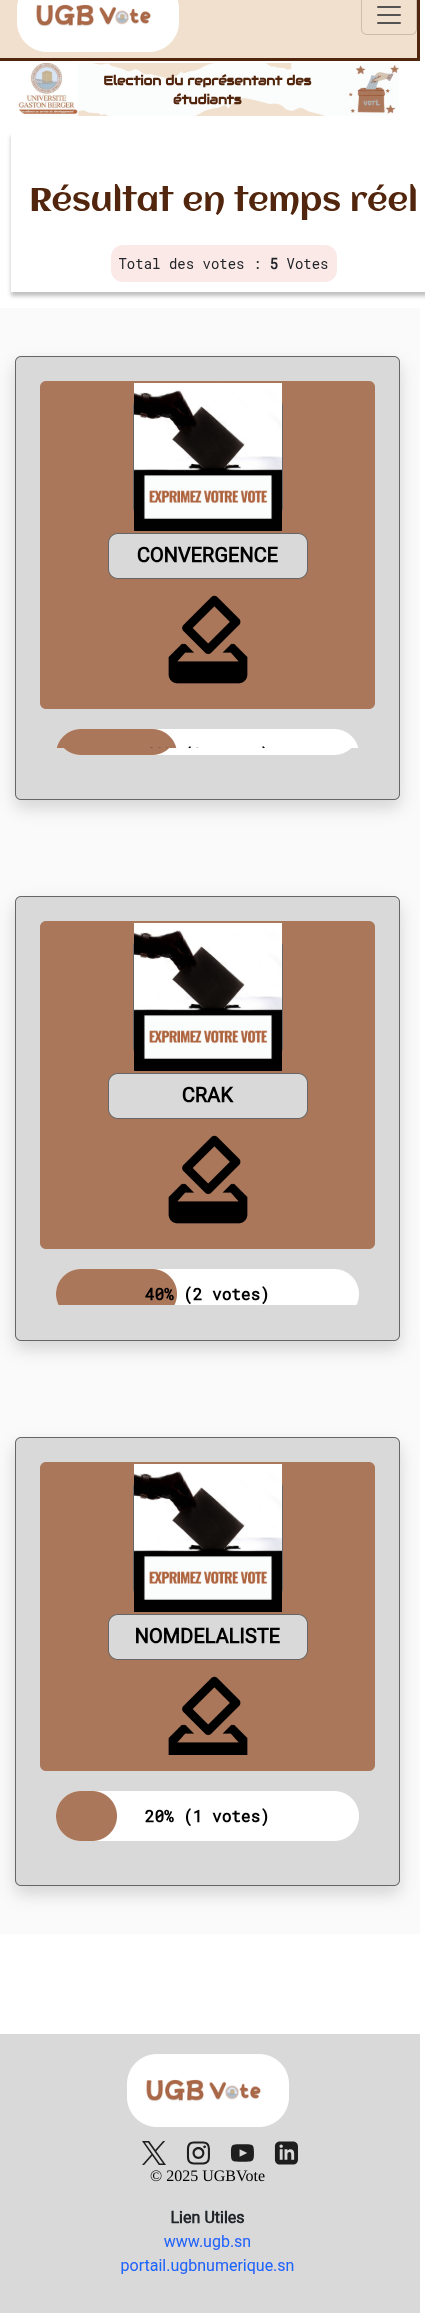 UGB Vote
UNIVERSITE
GASTON BERGER
Election du représentant des
étudiants
VOTE
Résultat en temps réel
Total des votes : 5 Votes
EXPRIMEZ VOTRE VOTE
CONVERGENCE
EXPRIMEZ VOTRE VOTE
CRAK
40% (2 votes)
EXPRIMEZ VOTRE VOTE
NOMDELALISTE
20% (1 votes)
UGB Vote
© 2025 UGBVote
Lien Utiles
www.ugb.sn
portail.ugbnumerique.sn